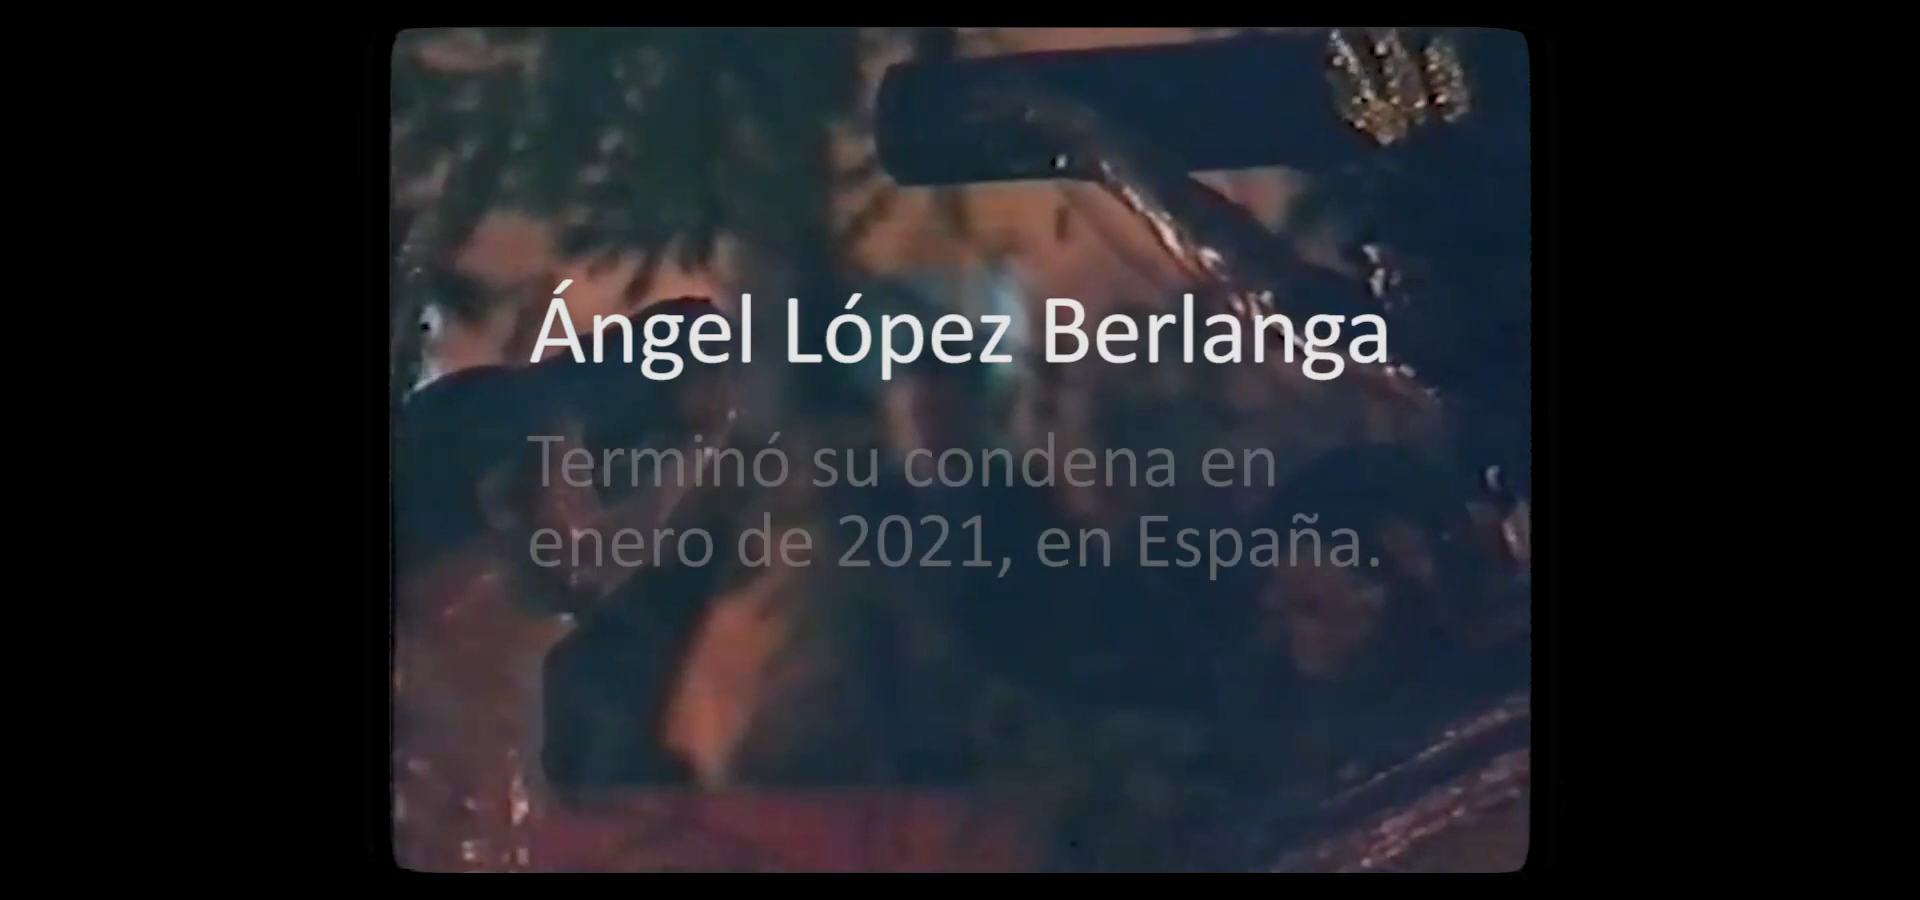 Ángel López Berlanga
Terminó su condena en
enero de 2021, en España.